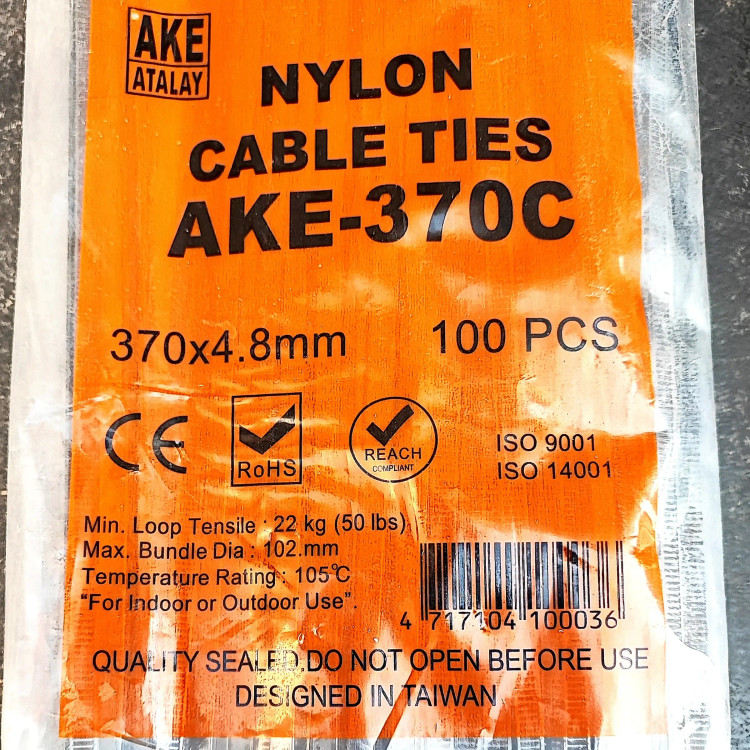 AKE
ATALAY
NYLON
CABLE TIES
AKE-370C
370x4.8mm 100 PCS
CE
RoHS
REACH
COMPLIANT
ISO 9001
ISO 14001
Min. Loop Tensile : 22 kg (50 lbs)
Max. Bundle Dia : 102.mm
Temperature Rating : 105°C
“For Indoor or Outdoor Use”.
4 717104 100036
QUALITY SEALED.DO NOT OPEN BEFORE USE
DESIGNED IN TAIWAN